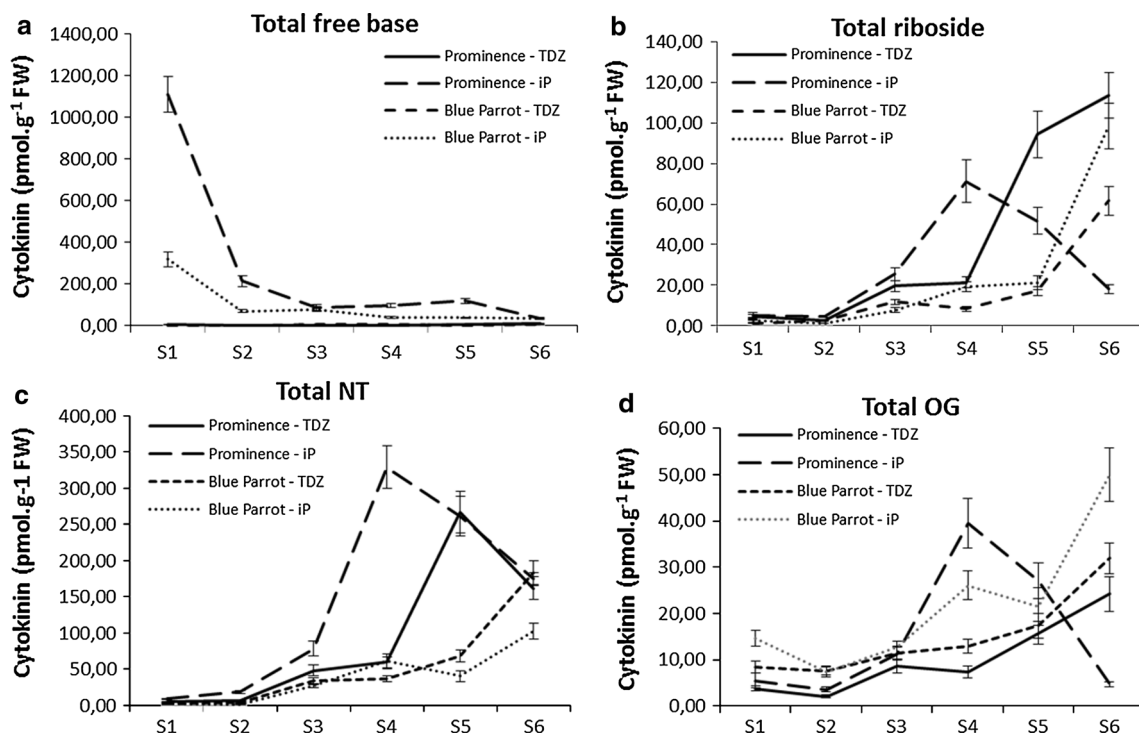 a
Total free base
Cytokinin (pmol.g-1 FW)
1400,00
1200,00
1000,00
800,00
600,00
400,00
200,00
0,00
Prominence - TDZ
Prominence - iP
Blue Parrot - TDZ
Blue Parrot - iP
S1 S2 S3 S4 S5 S6
b
Total riboside
Cytokinin (pmol.g-1 FW)
140,00
120,00
100,00
80,00
60,00
40,00
20,00
0,00
Prominence - TDZ
Prominence - iP
Blue Parrot - TDZ
Blue Parrot - iP
S1 S2 S3 S4 S5 S6
c
Total NT
Cytokinin (pmol.g-1 FW)
400,00
350,00
300,00
250,00
200,00
150,00
100,00
50,00
0,00
Prominence - TDZ
Prominence - iP
Blue Parrot - TDZ
Blue Parrot - iP
S1 S2 S3 S4 S5 S6
d
Total OG
Cytokinin (pmol.g-1 FW)
60,00
50,00
40,00
30,00
20,00
10,00
0,00
Prominence - TDZ
Prominence - iP
Blue Parrot - TDZ
Blue Parrot - iP
S1 S2 S3 S4 S5 S6